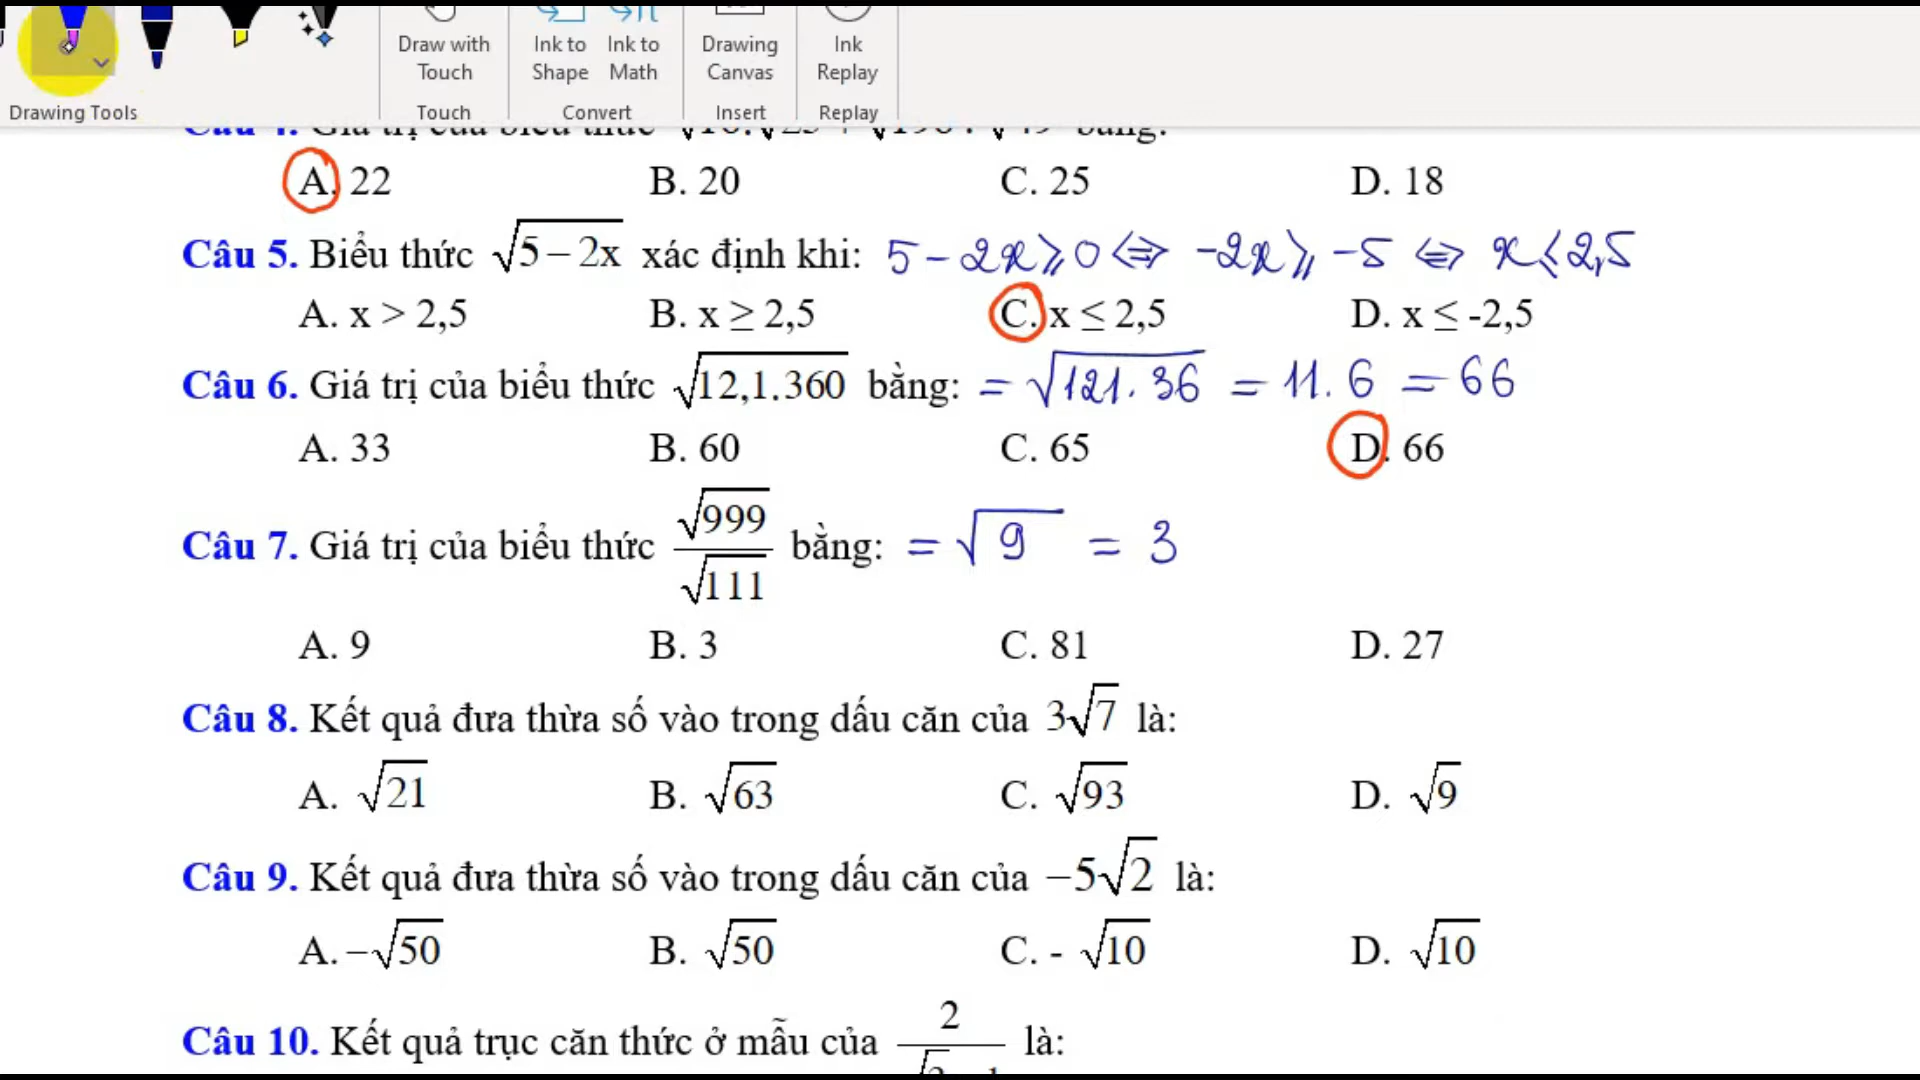 Draw with Touch
Ink to Shape
Ink to Math
Drawing Canvas
Ink Replay
Drawing Tools
Touch
Convert
Insert
Replay
A. 22 B. 20 C. 25 D. 18
Câu 5. Biểu thức √(5 – 2x) xác định khi: 5 - 2x ⩾ 0 ⇔ -2x ⩾ -5 ⇔ x ⩽ 2,5
A. x > 2,5 B. x ≥ 2,5 C. x ≤ 2,5 D. x ≤ -2,5
Câu 6. Giá trị của biểu thức √(12,1.360) bằng: = √(121.36) = 11.6 = 66
A. 33 B. 60 C. 65 D. 66
Câu 7. Giá trị của biểu thức √999/√111 bằng: = √9 = 3
A. 9 B. 3 C. 81 D. 27
Câu 8. Kết quả đưa thừa số vào trong dấu căn của 3√7 là:
A. √21 B. √63 C. √93 D. √9
Câu 9. Kết quả đưa thừa số vào trong dấu căn của –5√2 là:
A. –√50 B. √50 C. - √10 D. √10
Câu 10. Kết quả trục căn thức ở mẫu của 2 là: